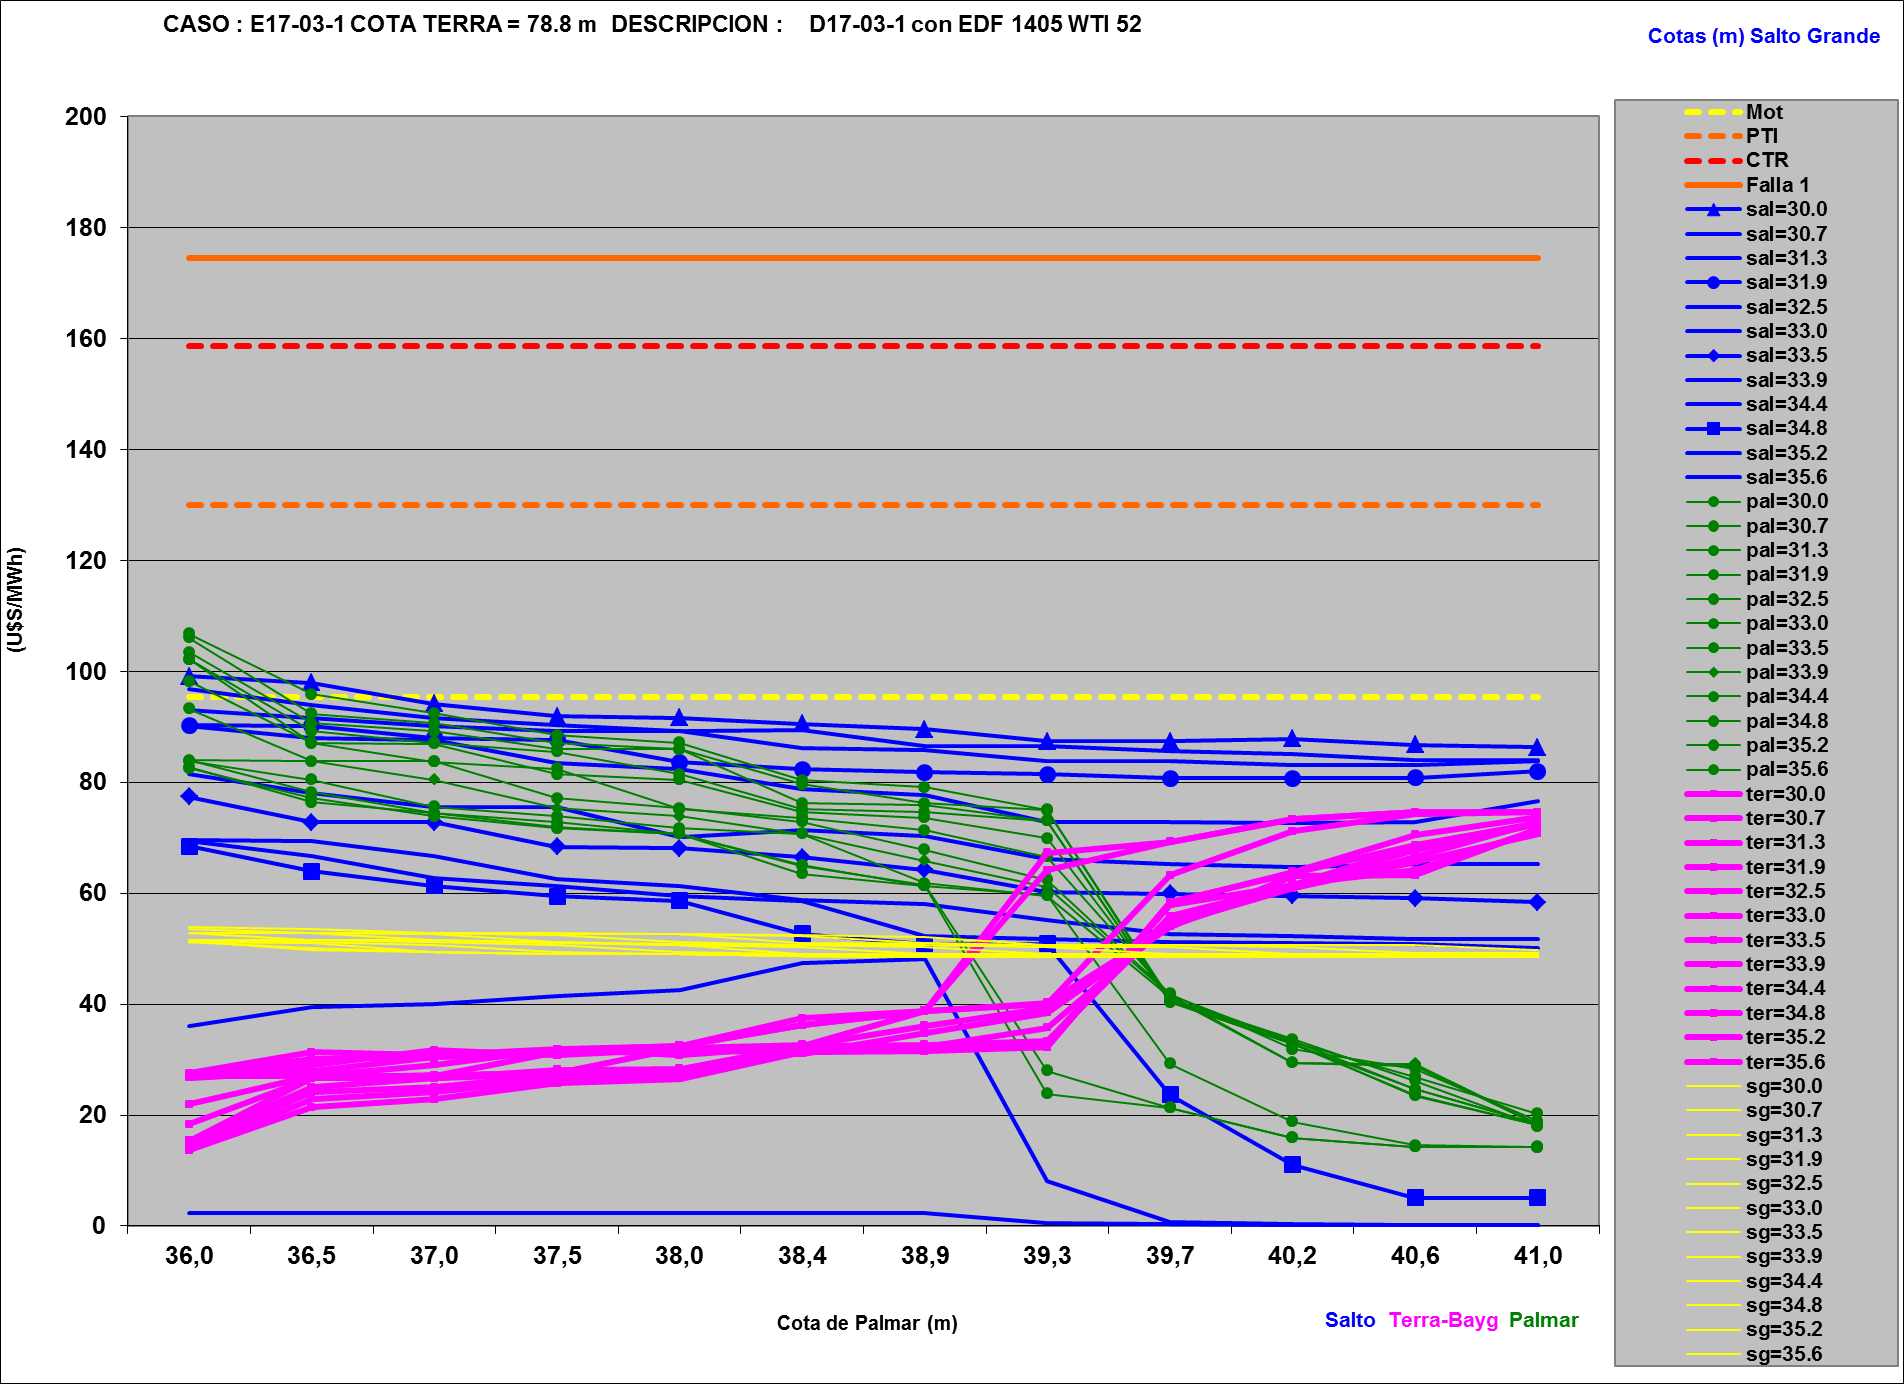 CASO : E17-03-1 COTA TERRA = 78.8 m  DESCRIPCION :    D17-03-1 con EDF 1405 WTI 52
Cotas (m) Salto Grande
(U$S/MWh)
200
180
160
140
120
100
80
60
40
20
0
36,0 36,5 37,0 37,5 38,0 38,4 38,9 39,3 39,7 40,2 40,6 41,0
Cota de Palmar (m)
Salto Terra-Bayg Palmar
Mot
PTI
CTR
Falla 1
sal=30.0
sal=30.7
sal=31.3
sal=31.9
sal=32.5
sal=33.0
sal=33.5
sal=33.9
sal=34.4
sal=34.8
sal=35.2
sal=35.6
pal=30.0
pal=30.7
pal=31.3
pal=31.9
pal=32.5
pal=33.0
pal=33.5
pal=33.9
pal=34.4
pal=34.8
pal=35.2
pal=35.6
ter=30.0
ter=30.7
ter=31.3
ter=31.9
ter=32.5
ter=33.0
ter=33.5
ter=33.9
ter=34.4
ter=34.8
ter=35.2
ter=35.6
sg=30.0
sg=30.7
sg=31.3
sg=31.9
sg=32.5
sg=33.0
sg=33.5
sg=33.9
sg=34.4
sg=34.8
sg=35.2
sg=35.6